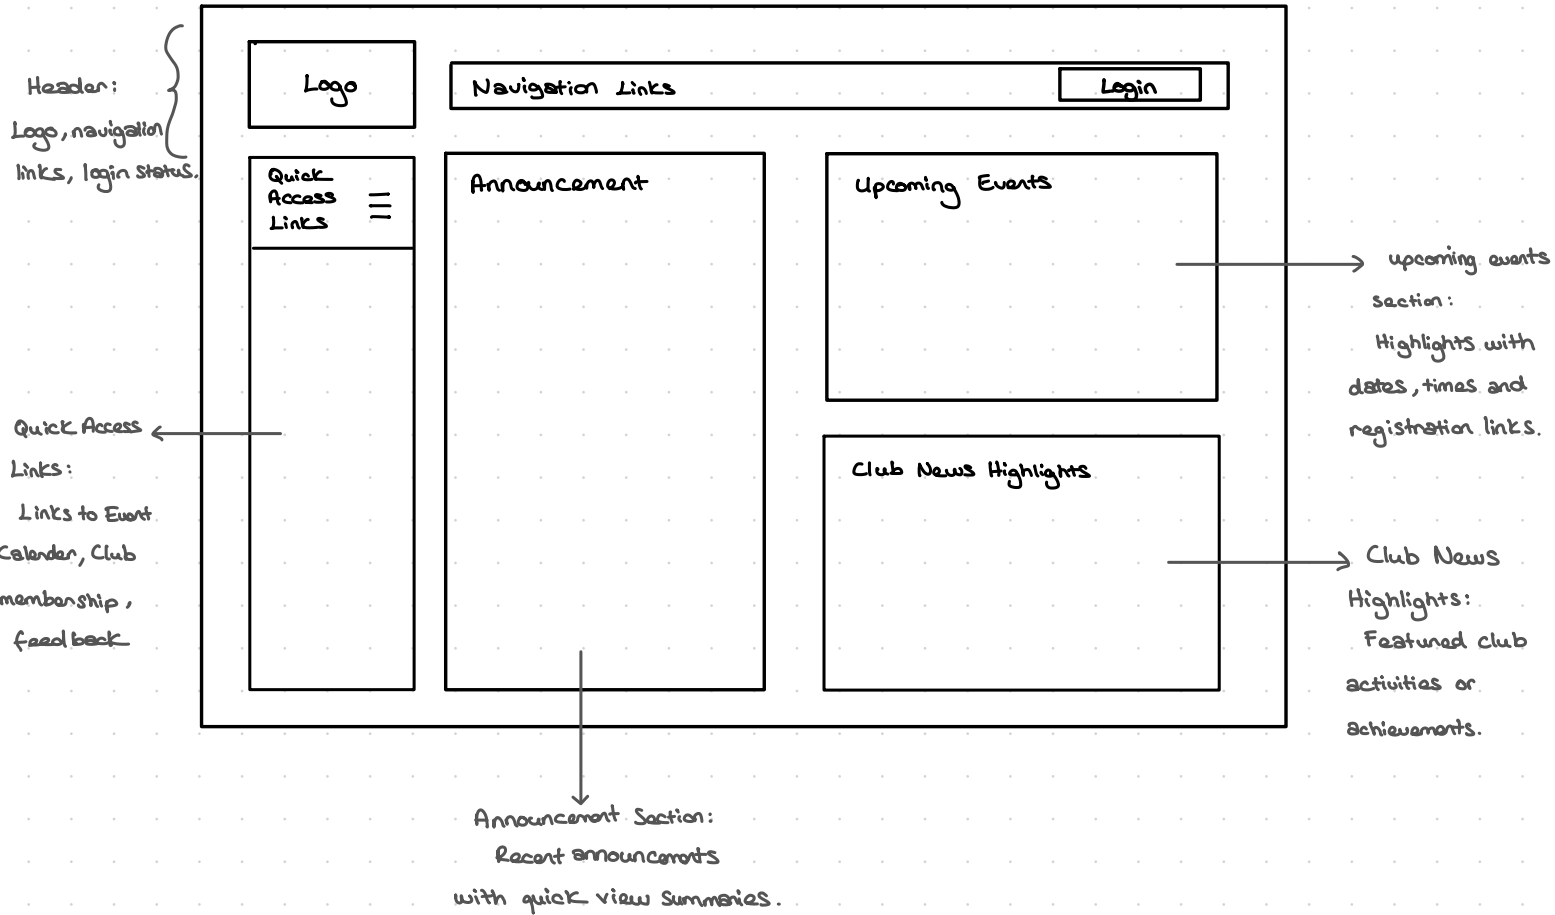 Logo
Navigation Links
Login
Header:
Logo, navigation
links, login status.
Quick
Access
Links
Announcement
Upcoming Events
upcoming events
section:
Highlights with
dates, times and
registration links.
Quick Access
Links:
Links to Event
Calender, Club
membership,
feedback
Club News Highlights
Club News
Highlights:
Featured club
activities or
achievements.
Announcement Section:
Recent announcements
with quick view summaries.